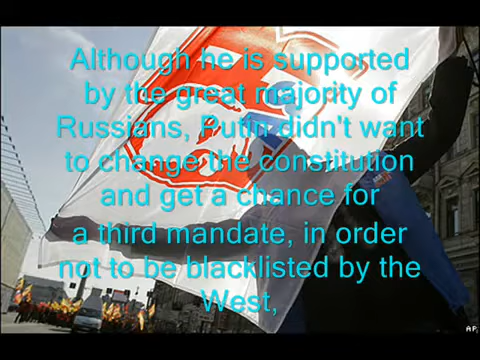 Although he is supported
by the great majority of
Russians, Putin didn't want
to change the constitution
and get a chance for
a third mandate, in order
not to be blacklisted by the
West,
AP